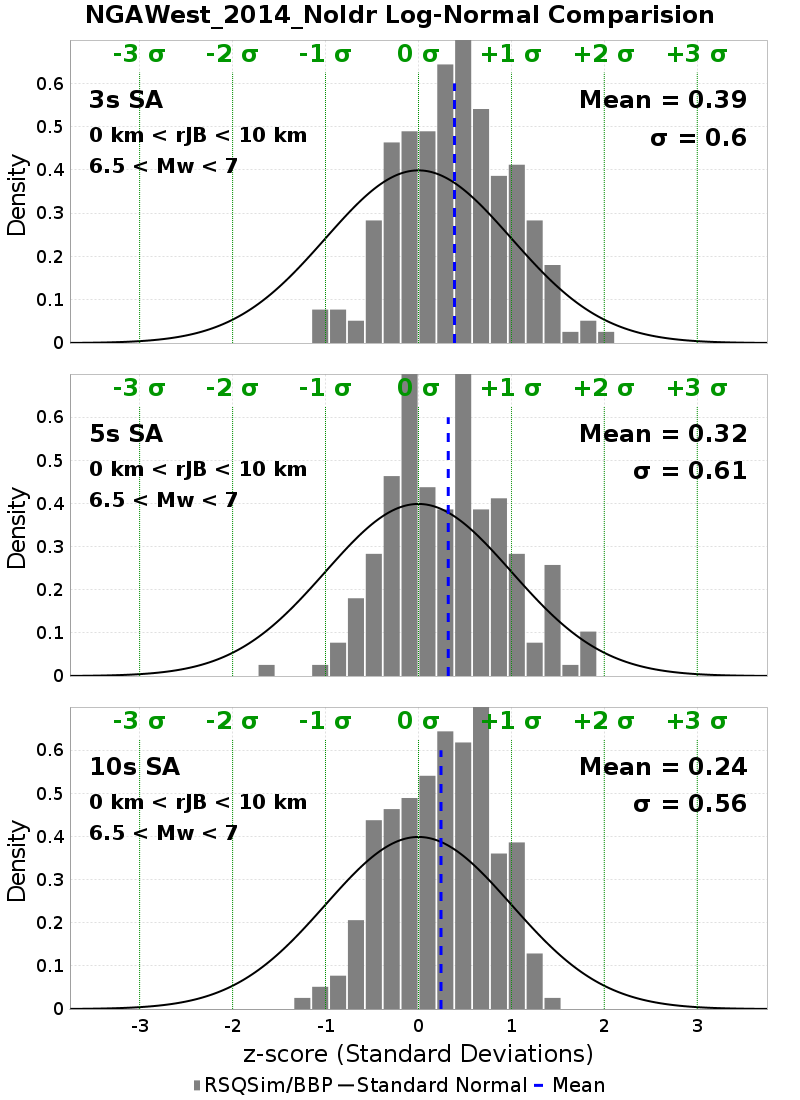 NGAWest_2014_NoIdr Log-Normal Comparision
-3 σ -2 σ -1 σ 0 σ +1 σ +2 σ +3 σ
3s SA
0 km < rJB < 10 km
6.5 < Mw < 7
Mean = 0.39
σ = 0.6
0.6
0.5
0.4
0.3
0.2
0.1
0
Density
-3 σ -2 σ -1 σ 0 σ +1 σ +2 σ +3 σ
5s SA
0 km < rJB < 10 km
6.5 < Mw < 7
Mean = 0.32
σ = 0.61
0.6
0.5
0.4
0.3
0.2
0.1
0
Density
-3 σ -2 σ -1 σ 0 σ +1 σ +2 σ +3 σ
10s SA
0 km < rJB < 10 km
6.5 < Mw < 7
Mean = 0.24
σ = 0.56
0.6
0.5
0.4
0.3
0.2
0.1
0
Density
-3 -2 -1 0 1 2 3
z-score (Standard Deviations)
RSQSim/BBP Standard Normal Mean